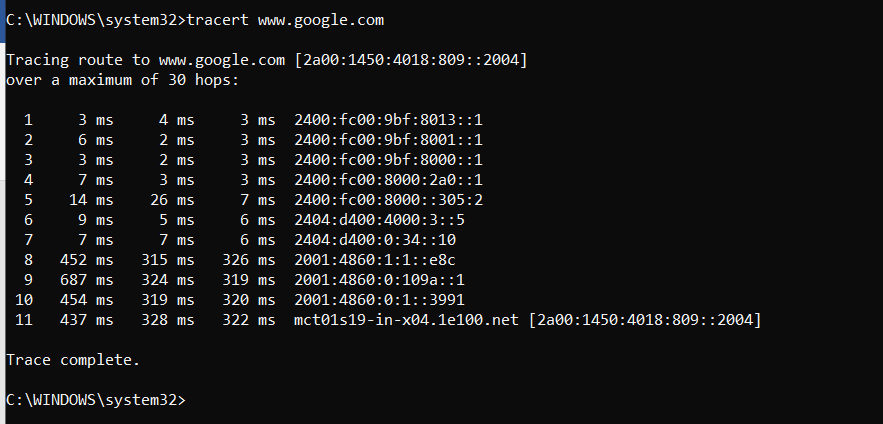 C:\WINDOWS\system32>tracert www.google.com
Tracing route to www.google.com [2a00:1450:4018:809::2004]
over a maximum of 30 hops:
1 3 ms 4 ms 3 ms 2400:fc00:9bf:8013::1
2 6 ms 2 ms 3 ms 2400:fc00:9bf:8001::1
3 3 ms 2 ms 3 ms 2400:fc00:9bf:8000::1
4 7 ms 3 ms 3 ms 2400:fc00:8000:2a0::1
5 14 ms 26 ms 7 ms 2400:fc00:8000::305:2
6 9 ms 5 ms 6 ms 2404:d400:4000:3::5
7 7 ms 7 ms 6 ms 2404:d400:0:34::10
8 452 ms 315 ms 326 ms 2001:4860:1:1::e8c
9 687 ms 324 ms 319 ms 2001:4860:0:109a::1
10 454 ms 319 ms 320 ms 2001:4860:0:1::3991
11 437 ms 328 ms 322 ms mct01s19-in-x04.1e100.net [2a00:1450:4018:809::2004]
Trace complete.
C:\WINDOWS\system32>